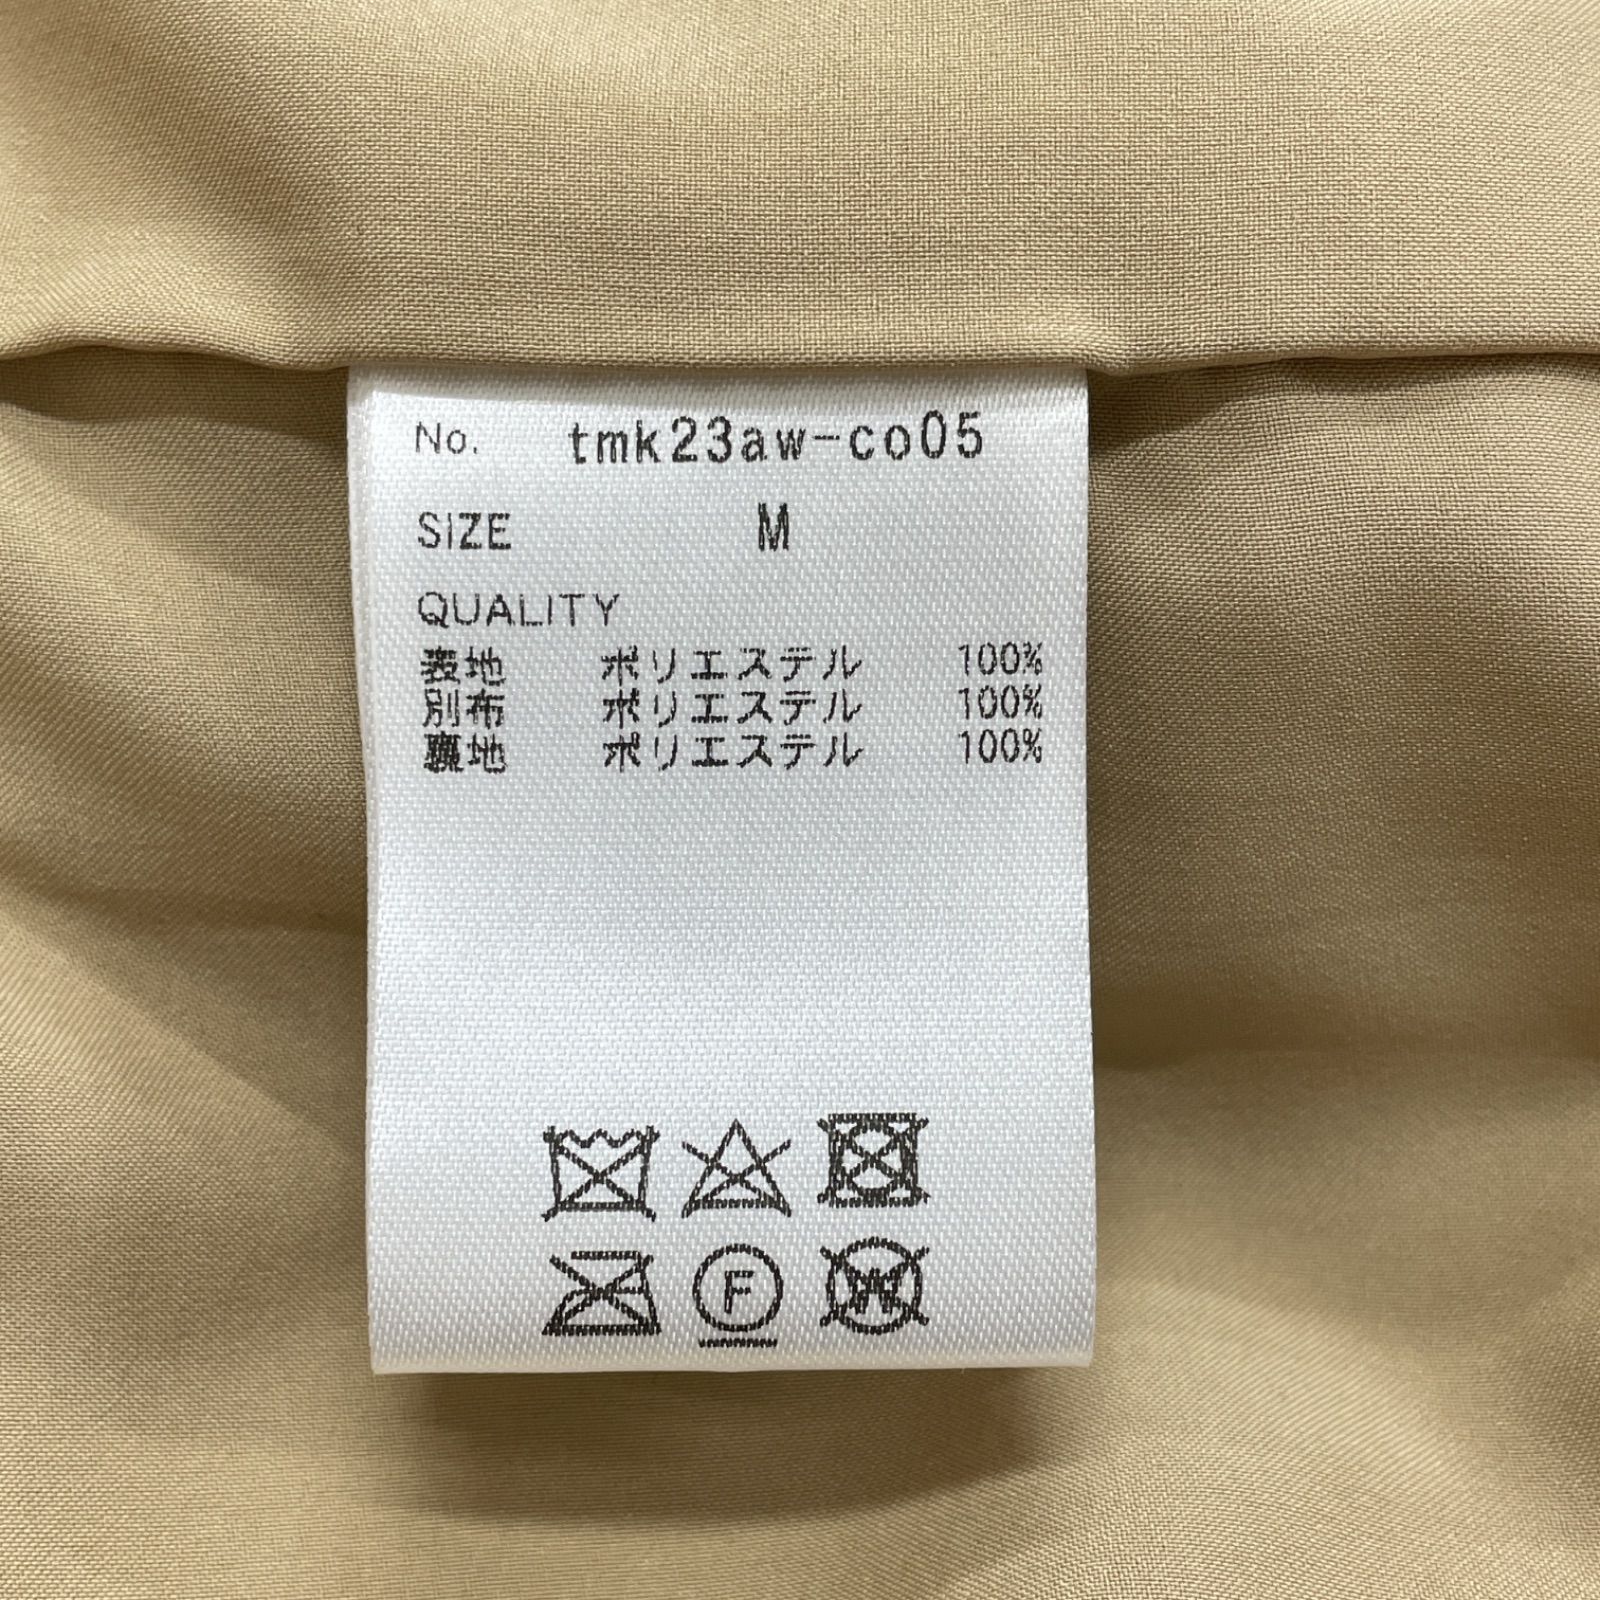 No. tmk23aw-co05
SIZE M
QUALITY
表地 ポリエステル 100%
別布 ポリエステル 100%
裏地 ポリエステル 100%
F
W